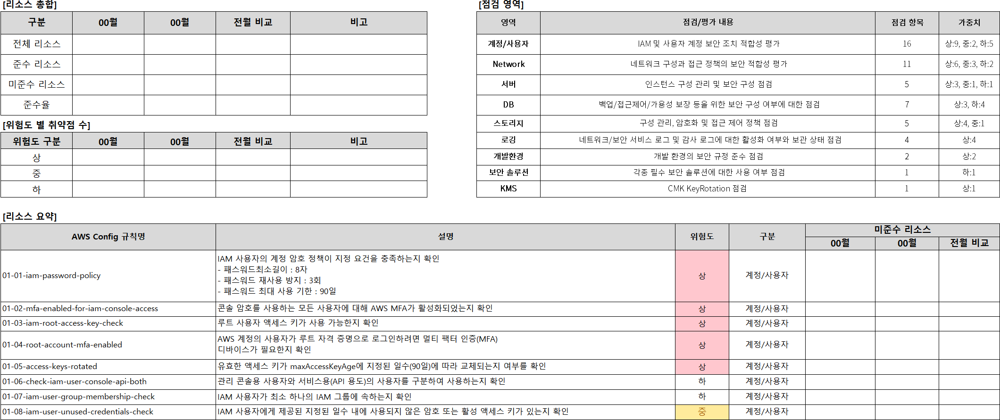 [리소스 총합]
구분 00월 00월 전월 비교 비고
전체 리소스
준수 리소스
미준수 리소스
준수율
[위험도 별 취약점 수]
위험도 구분 00월 00월 전월 비교 비고
상
중
하
[점검 영역]
영역 점검/평가 내용 점검 항목 가중치
계정/사용자 IAM 및 사용자 계정 보안 조치 적합성 평가 16 상:9, 중:2, 하:5
Network 네트워크 구성과 접근 정책의 보안 적합성 평가 11 상:6, 중:3, 하:2
서버 인스턴스 구성 관리 및 보안 구성 점검 5 상:3, 중:1, 하:1
DB 백업/접근제어/가용성 보장 등을 위한 보안 구성 여부에 대한 점검 7 상:3, 하:4
스토리지 구성 관리, 암호화 및 접근 제어 정책 점검 5 상:4, 중:1
로깅 네트워크/보안 서비스 로그 및 감사 로그에 대한 활성화 여부와 보관 상태 점검 4 상:4
개발환경 개발 환경의 보안 규정 준수 점검 2 상:2
보안 솔루션 각종 필수 보안 솔루션에 대한 사용 여부 점검 1 하:1
KMS CMK KeyRotation 점검 1 상:1
[리소스 요약]
AWS Config 규칙명 설명 위험도 구분 미준수 리소스
00월 00월 전월 비교
01-01-iam-password-policy IAM 사용자의 계정 암호 정책이 지정 요건을 충족하는지 확인
- 패스워드최소길이 : 8자
- 패스워드 재사용 방지 : 3회
- 패스워드 최대 사용 기한 : 90일
상 계정/사용자
01-02-mfa-enabled-for-iam-console-access 콘솔 암호를 사용하는 모든 사용자에 대해 AWS MFA가 활성화되었는지 확인 상 계정/사용자
01-03-iam-root-access-key-check 루트 사용자 액세스 키가 사용 가능한지 확인 상 계정/사용자
01-04-root-account-mfa-enabled AWS 계정의 사용자가 루트 자격 증명으로 로그인하려면 멀티 팩터 인증(MFA)
디바이스가 필요한지 확인
상 계정/사용자
01-05-access-keys-rotated 유효한 액세스 키가 maxAccessKeyAge에 지정된 일수(90일)에 따라 교체되는지 여부를 확인 상 계정/사용자
01-06-check-iam-user-console-api-both 관리 콘솔용 사용자와 서비스용(API 용도)의 사용자를 구분하여 사용하는지 확인 하 계정/사용자
01-07-iam-user-group-membership-check IAM 사용자가 최소 하나의 IAM 그룹에 속하는지 확인 하 계정/사용자
01-08-iam-user-unused-credentials-check IAM 사용자에게 제공된 지정된 일수 내에 사용되지 않은 암호 또는 활성 액세스 키가 있는지 확인 중 계정/사용자